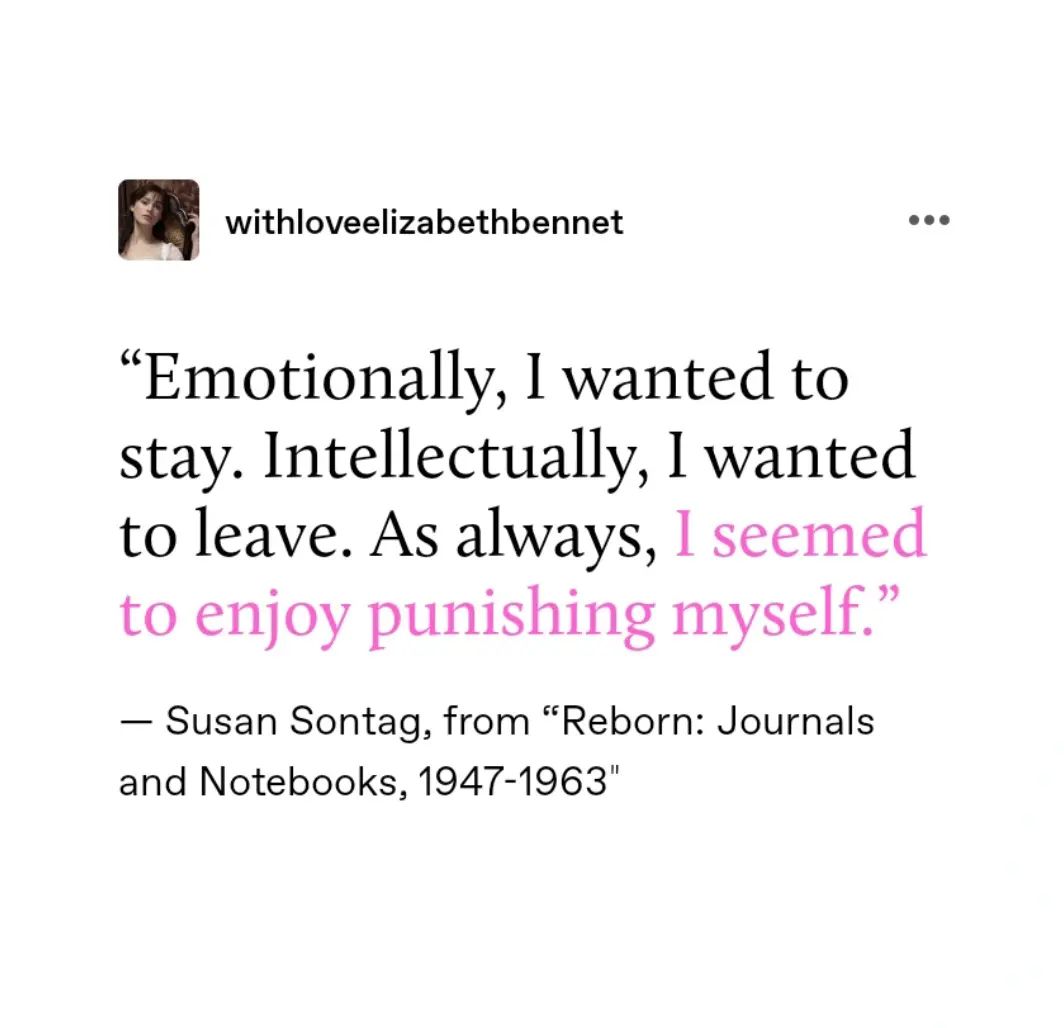 withloveelizabethbennet
“Emotionally, I wanted to
stay. Intellectually, I wanted
to leave. As always, I seemed
to enjoy punishing myself.”
— Susan Sontag, from “Reborn: Journals
and Notebooks, 1947-1963"